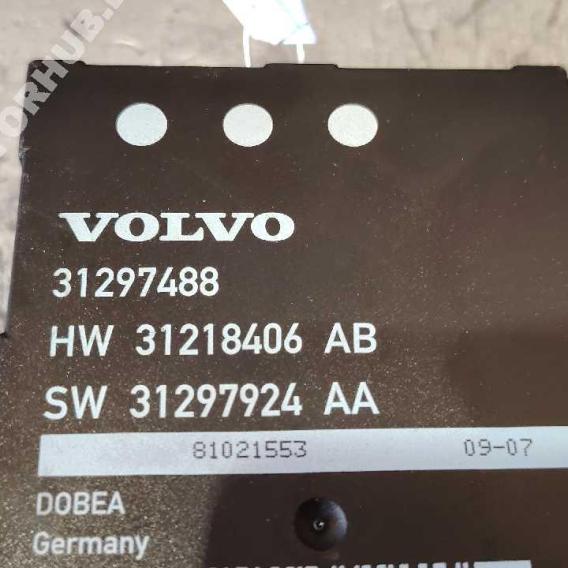 VOLVO
31297488
HW 31218406 AB
SW 31297924 AA
81021553 09-07
DOBEA
Germany